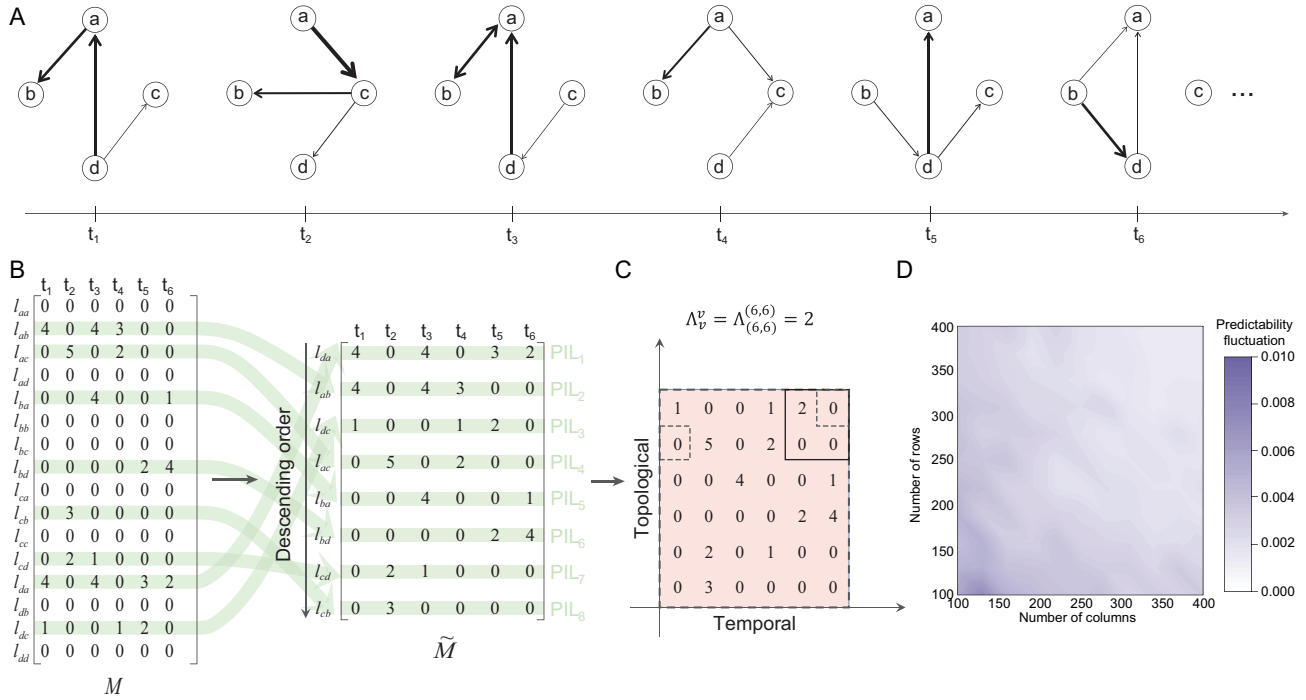 A
a
b
c
d
a
b
c
d
a
b
c
d
a
b
c
d
a
b
c
d
a
b
c
d
...
t1 t2 t3 t4 t5 t6
B
t1 t2 t3 t4 t5 t6
laa 0 0 0 0 0 0
lab 4 0 4 3 0 0
lac 0 5 0 2 0 0
lad 0 0 0 0 0 0
lba 0 0 4 0 0 1
lbb 0 0 0 0 0 0
lbc 0 0 0 0 0 0
lbd 0 0 0 0 2 4
lca 0 0 0 0 0 0
lcb 0 3 0 0 0 0
lcc 0 0 0 0 0 0
lcd 0 2 1 0 0 0
lda 4 0 4 0 3 2
ldb 0 0 0 0 0 0
ldc 1 0 0 1 2 0
ldd 0 0 0 0 0 0
M
Descending order
t1 t2 t3 t4 t5 t6
lda 4 0 4 0 3 2 PIL1
lab 4 0 4 3 0 0 PIL2
ldc 1 0 0 1 2 0 PIL3
lac 0 5 0 2 0 0 PIL4
lba 0 0 4 0 0 1 PIL5
lbd 0 0 0 0 2 4 PIL6
lcd 0 2 1 0 0 0 PIL7
lcb 0 3 0 0 0 0 PIL8
M̃
C
Λvv = Λ(6,6)(6,6) = 2
Topological
1 0 0 1 2 0
0 5 0 2 0 0
0 0 4 0 0 1
0 0 0 0 2 4
0 2 0 1 0 0
0 3 0 0 0 0
Temporal
D
Number of rows
400
350
300
250
200
150
100
100 150 200 250 300 350 400
Number of columns
Predictability
fluctuation
0.010
0.008
0.006
0.004
0.002
0.000